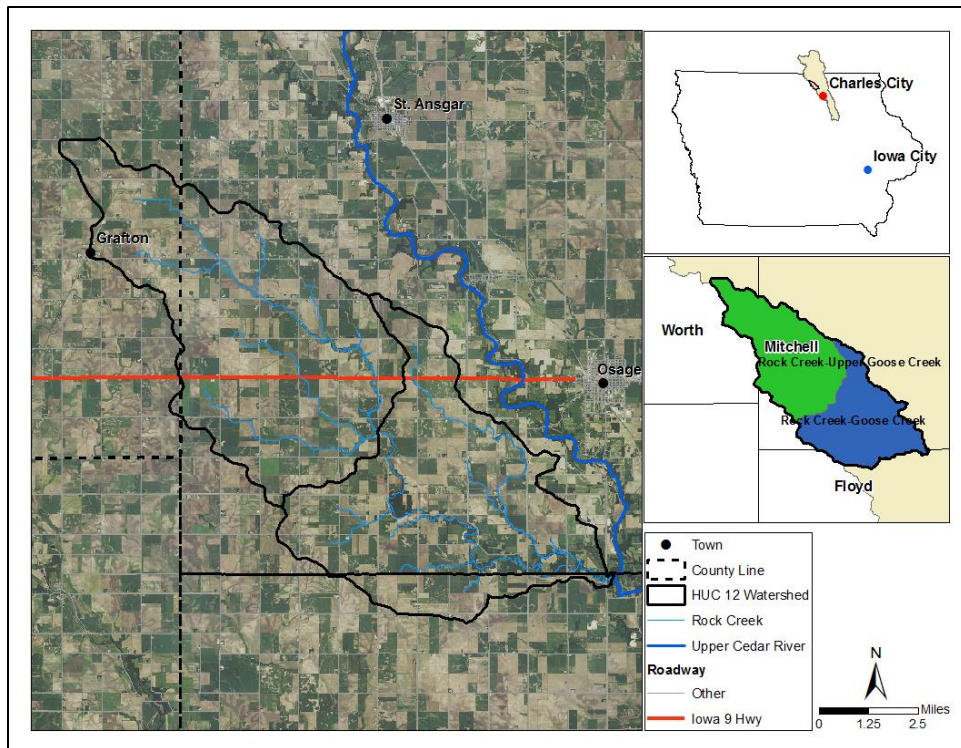 St. Ansgar
Grafton
Osage
Charles City
Iowa City
Worth
Mitchell
Rock Creek-Upper Goose Creek
Rock Creek-Goose Creek
Floyd
Town
County Line
HUC 12 Watershed
Rock Creek
Upper Cedar River
Roadway
Other
Iowa 9 Hwy
N
Miles
0 1.25 2.5